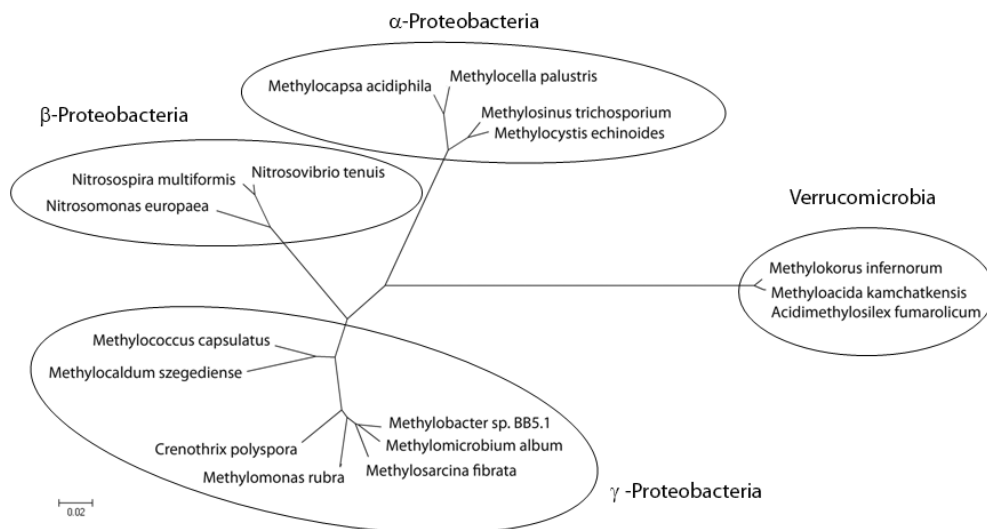 α-Proteobacteria
Methylocapsa acidiphila
Methylocella palustris
Methylosinus trichosporium
Methylocystis echinoides
β-Proteobacteria
Nitrosospira multiformis
Nitrosovibrio tenuis
Nitrosomonas europaea
Verrucomicrobia
Methylokorus infernorum
Methyloacida kamchatkensis
Acidimethylosilex fumarolicum
Methylococcus capsulatus
Methylocaldum szegediense
Methylobacter sp. BB5.1
Crenothrix polyspora
Methylomicrobium album
Methylomonas rubra
Methylosarcina fibrata
γ -Proteobacteria
0.02